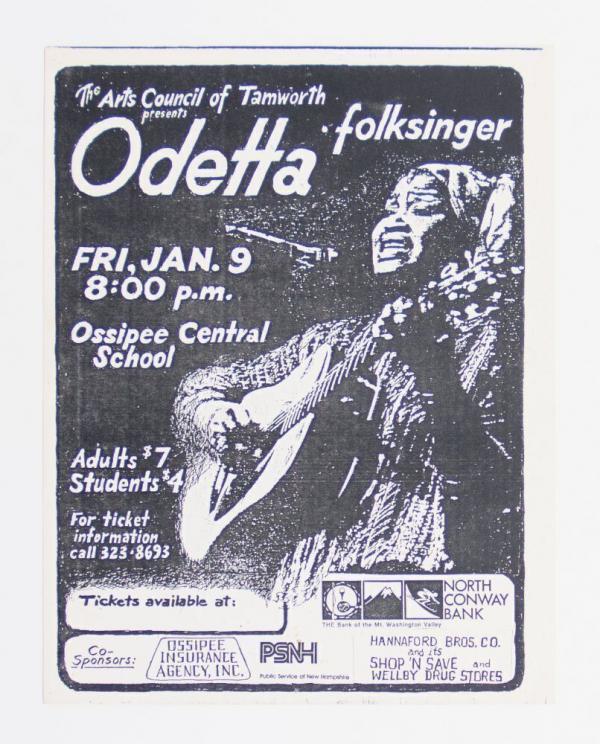 The Arts Council of Tamworth
presents
Odetta · folksinger
FRI, JAN. 9
8:00 p.m.
Ossipee Central
School
Adults $7
Students $4
For ticket
information
call 323·8693
Tickets available at:
NORTH
CONWAY
BANK
THE Bank of the Mt. Washington Valley
Co-
Sponsors:
OSSIPEE
INSURANCE
AGENCY, INC.
PSNH
Public Service of New Hampshire
HANNAFORD BROS. CO.
and its
SHOP 'N SAVE and
WELLBY DRUG STORES